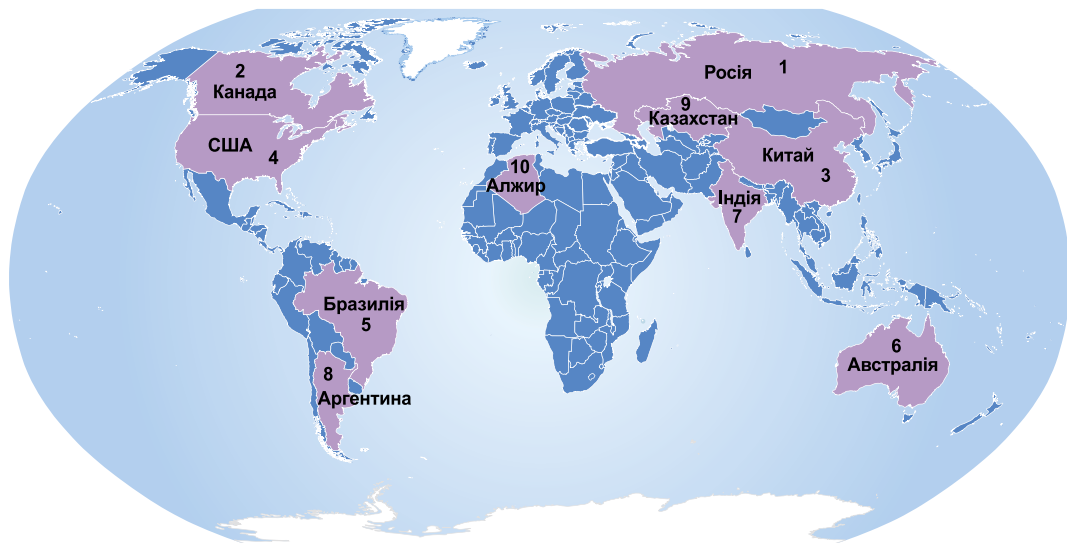 2
Канада
США
4
Росія
1
9
Казахстан
Китай
3
10
Алжир
Індія
7
Бразилія
5
8
Аргентина
6
Австралія